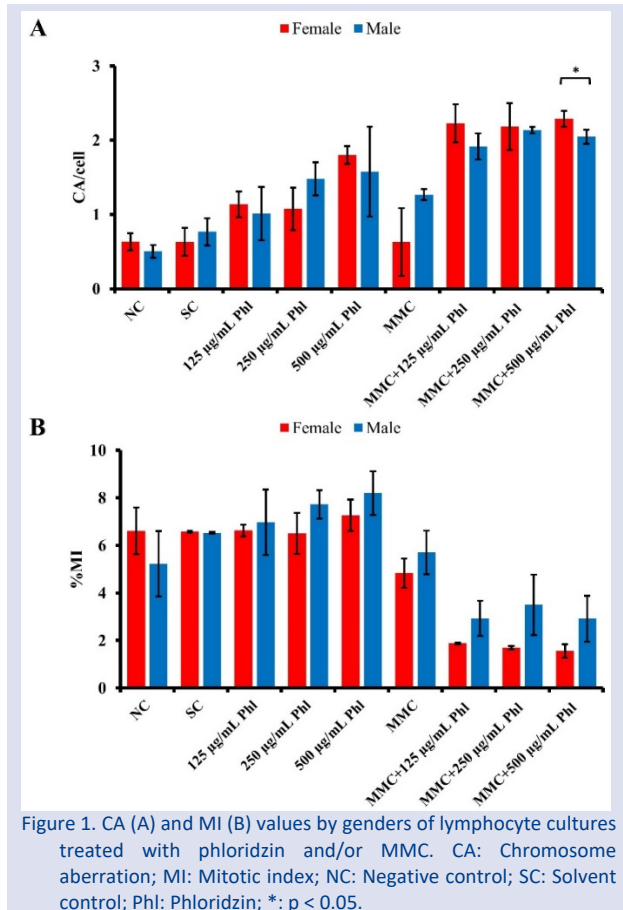 A
Female Male
3
2
1
0
CA/cell
*
NC
SC
125 µg/mL Phl
250 µg/mL Phl
500 µg/mL Phl
MMC
MMC+125 µg/mL Phl
MMC+250 µg/mL Phl
MMC+500 µg/mL Phl
B
Female Male
10
8
6
4
2
0
%MI
NC
SC
125 µg/mL Phl
250 µg/mL Phl
500 µg/mL Phl
MMC
MMC+125 µg/mL Phl
MMC+250 µg/mL Phl
MMC+500 µg/mL Phl
Figure 1. CA (A) and MI (B) values by genders of lymphocyte cultures
treated with phloridzin and/or MMC. CA: Chromosome
aberration; MI: Mitotic index; NC: Negative control; SC: Solvent
control; Phl: Phloridzin; *: p < 0.05.